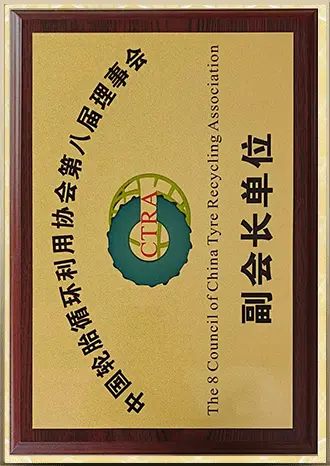 中国轮胎循环利用协会第八届理事会
CTRA
The 8 Council of China Tyre Recycling Association
副会长单位